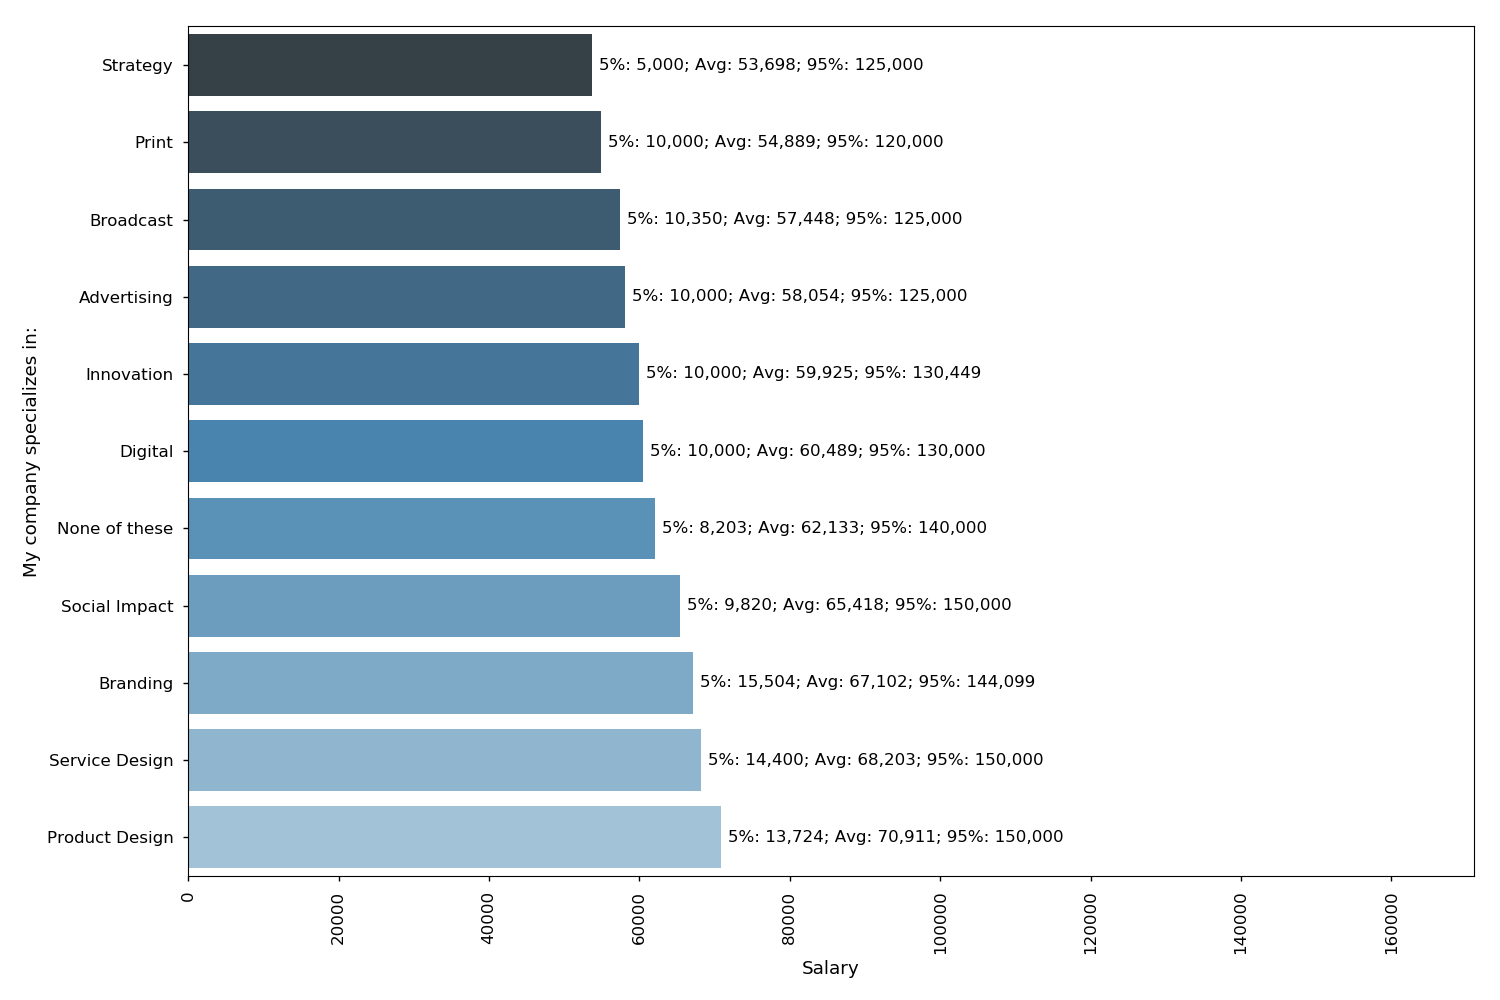 My company specializes in:
Strategy
5%: 5,000; Avg: 53,698; 95%: 125,000
Print
5%: 10,000; Avg: 54,889; 95%: 120,000
Broadcast
5%: 10,350; Avg: 57,448; 95%: 125,000
Advertising
5%: 10,000; Avg: 58,054; 95%: 125,000
Innovation
5%: 10,000; Avg: 59,925; 95%: 130,449
Digital
5%: 10,000; Avg: 60,489; 95%: 130,000
None of these
5%: 8,203; Avg: 62,133; 95%: 140,000
Social Impact
5%: 9,820; Avg: 65,418; 95%: 150,000
Branding
5%: 15,504; Avg: 67,102; 95%: 144,099
Service Design
5%: 14,400; Avg: 68,203; 95%: 150,000
Product Design
5%: 13,724; Avg: 70,911; 95%: 150,000
0
20000
40000
60000
80000
100000
120000
140000
160000
Salary